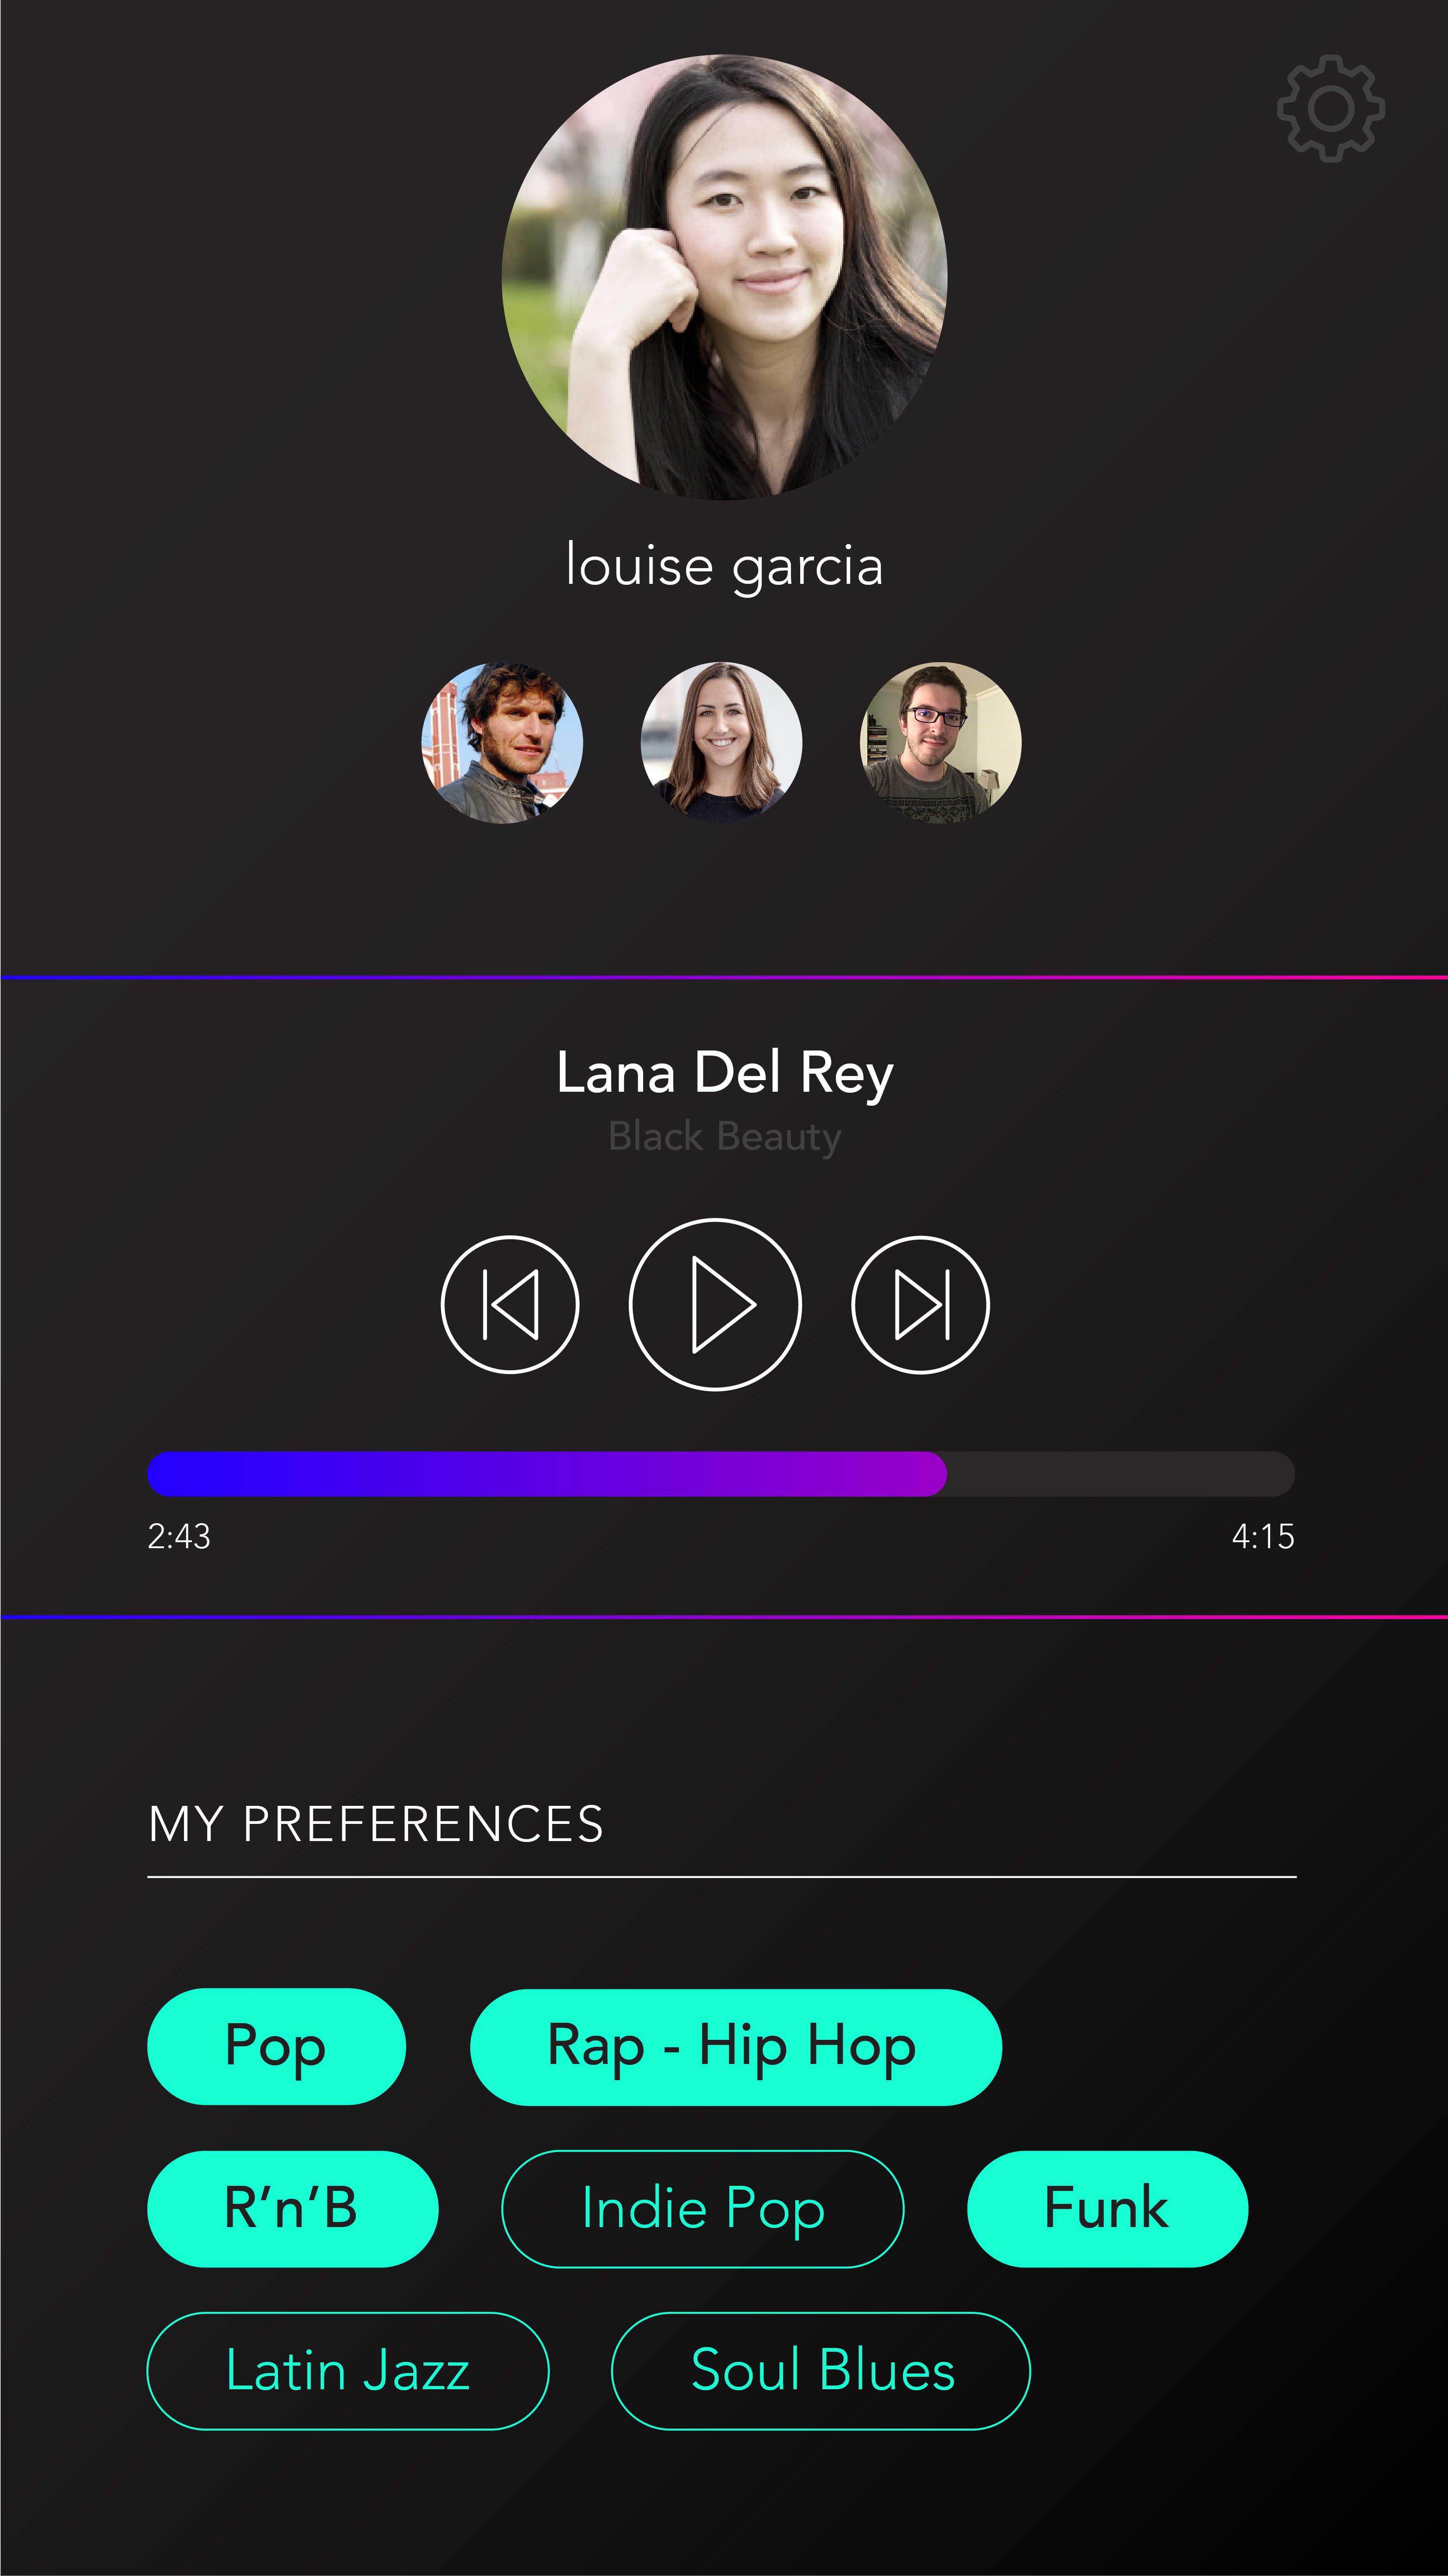 louise garcia
Lana Del Rey
Black Beauty
2:43 4:15
MY PREFERENCES
Pop Rap - Hip Hop
R’n’B Indie Pop Funk
Latin Jazz Soul Blues